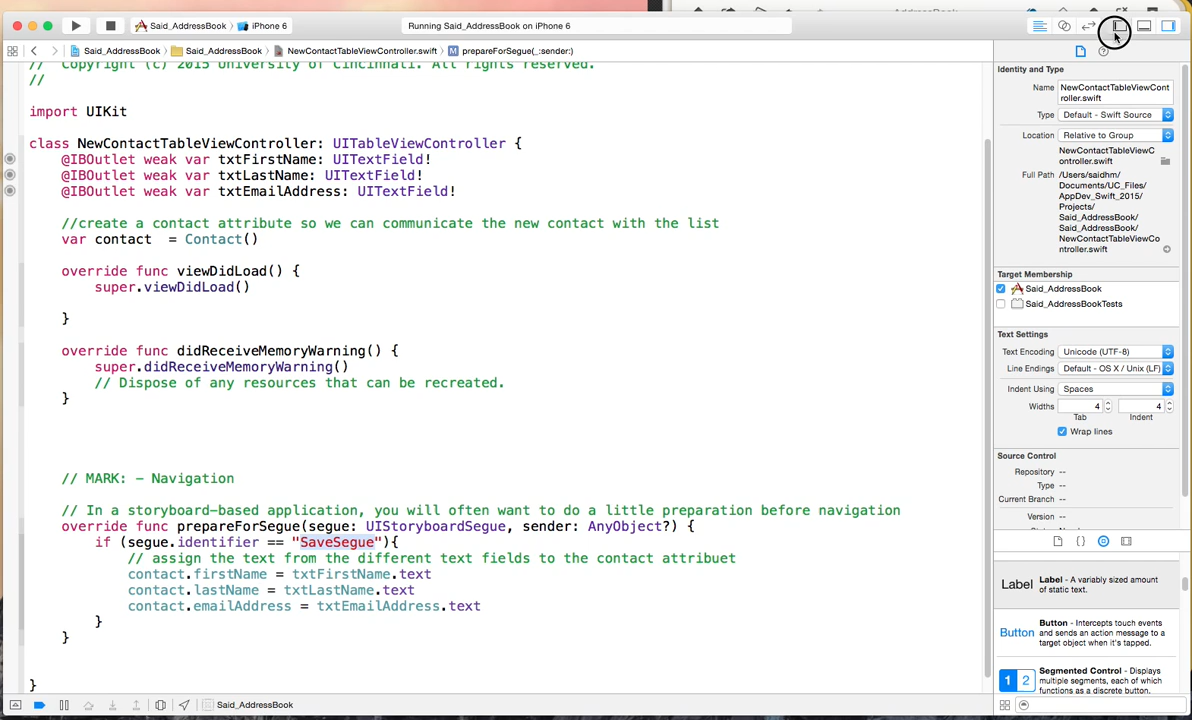 Said_AddressBook
iPhone 6
Running Said_AddressBook on iPhone 6
Said_AddressBook
Said_AddressBook
NewContactTableViewController.swift
M
prepareForSegue(_:sender:)
// Copyright (c) 2015 University of Cincinnati. All rights reserved.
//
import UIKit
class NewContactTableViewController: UITableViewController {
@IBOutlet weak var txtFirstName: UITextField!
@IBOutlet weak var txtLastName: UITextField!
@IBOutlet weak var txtEmailAddress: UITextField!
//create a contact attribute so we can communicate the new contact with the list
var contact  = Contact()
override func viewDidLoad() {
super.viewDidLoad()
}
override func didReceiveMemoryWarning() {
super.didReceiveMemoryWarning()
// Dispose of any resources that can be recreated.
}
// MARK: - Navigation
// In a storyboard-based application, you will often want to do a little preparation before navigation
override func prepareForSegue(segue: UIStoryboardSegue, sender: AnyObject?) {
if (segue.identifier == "SaveSegue"){
// assign the text from the different text fields to the contact attribuet
contact.firstName = txtFirstName.text
contact.lastName = txtLastName.text
contact.emailAddress = txtEmailAddress.text
}
}
}
Said_AddressBook
Identity and Type
Name NewContactTableViewCont
roller.swift
Type Default - Swift Source
Location Relative to Group
NewContactTableViewC
ontroller.swift
Full Path /Users/saidhm/
Documents/UC_Files/
AppDev_Swift_2015/
Projects/
Said_AddressBook/
Said_AddressBook/
NewContactTableViewCo
ntroller.swift
Target Membership
Said_AddressBook
Said_AddressBookTests
Text Settings
Text Encoding Unicode (UTF-8)
Line Endings Default - OS X / Unix (LF)
Indent Using Spaces
Widths 4 4
Tab Indent
Wrap lines
Source Control
Repository --
Type --
Current Branch --
Version --
{ }
Label
Label - A variably sized amount
of static text.
Button
Button - Intercepts touch events
and sends an action message to a
target object when it's tapped.
1 2
Segmented Control - Displays
multiple segments, each of which
functions as a discrete button.